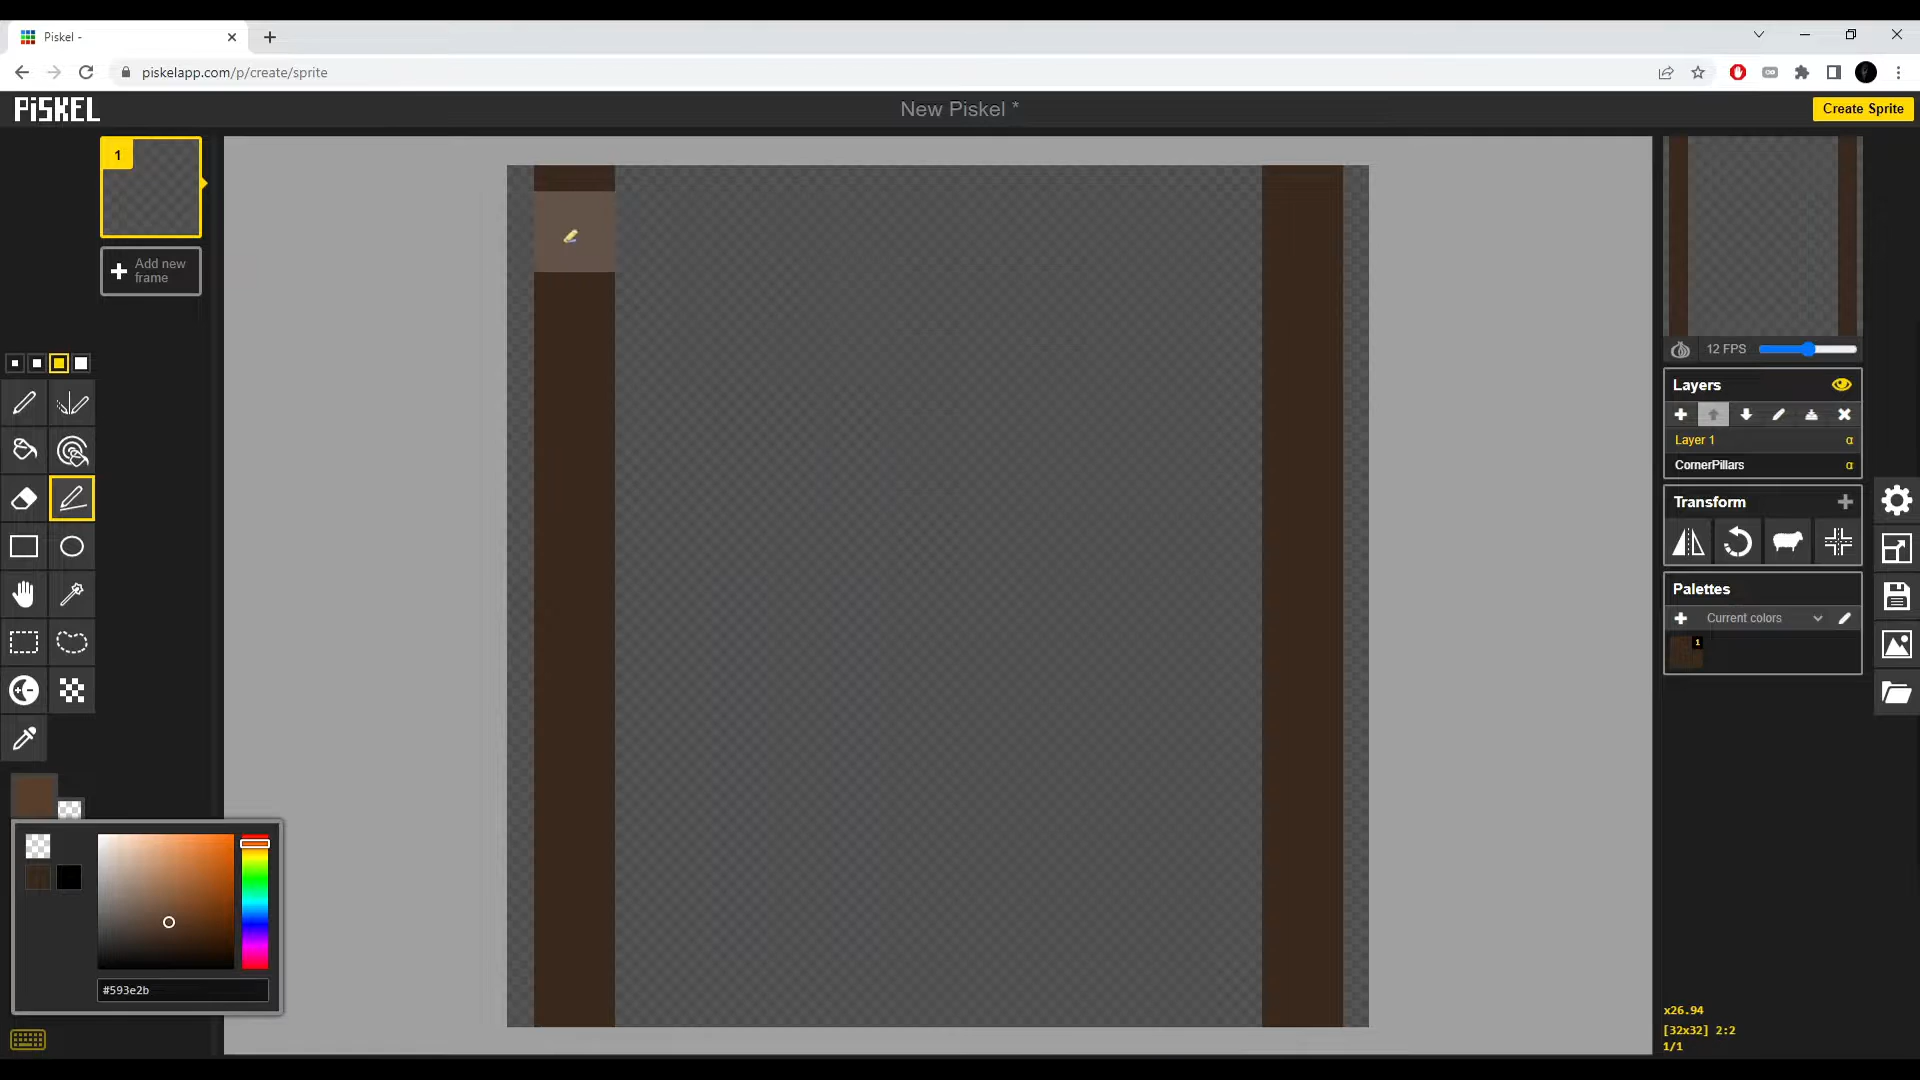 Piskel -
piskelapp.com/p/create/sprite
PISKEL
New Piskel *
Create Sprite
1
Add new
frame
12 FPS
Layers
Layer 1
α
CornerPillars
α
Transform
Palettes
Current colors
1
#593e2b
x26.94
[32x32] 2:2
1/1